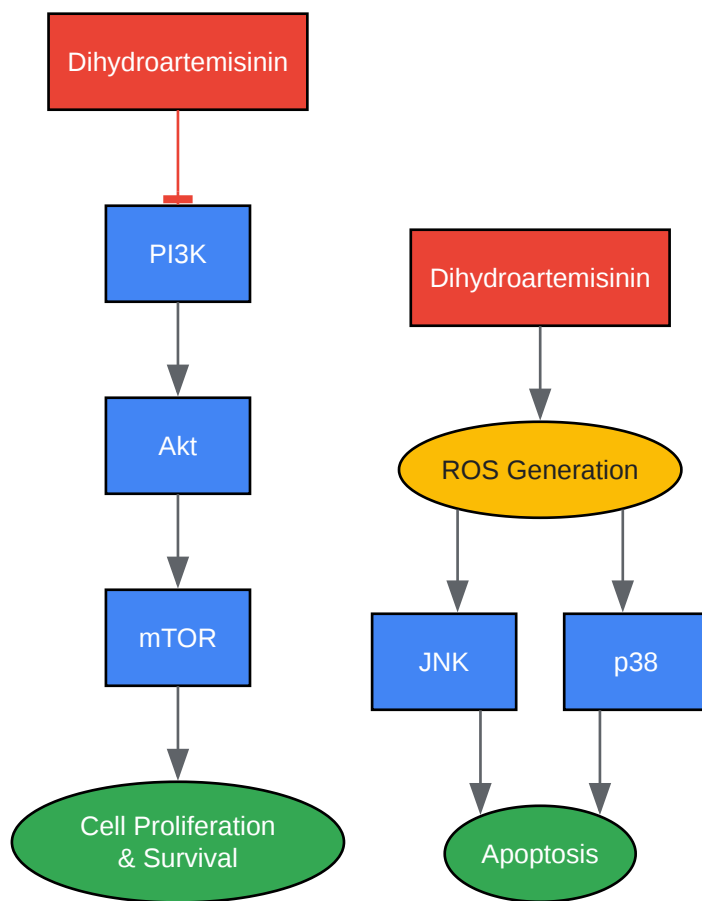 Dihydroartemisinin
PI3K
Akt
mTOR
Cell Proliferation
& Survival
Dihydroartemisinin
ROS Generation
JNK
p38
Apoptosis